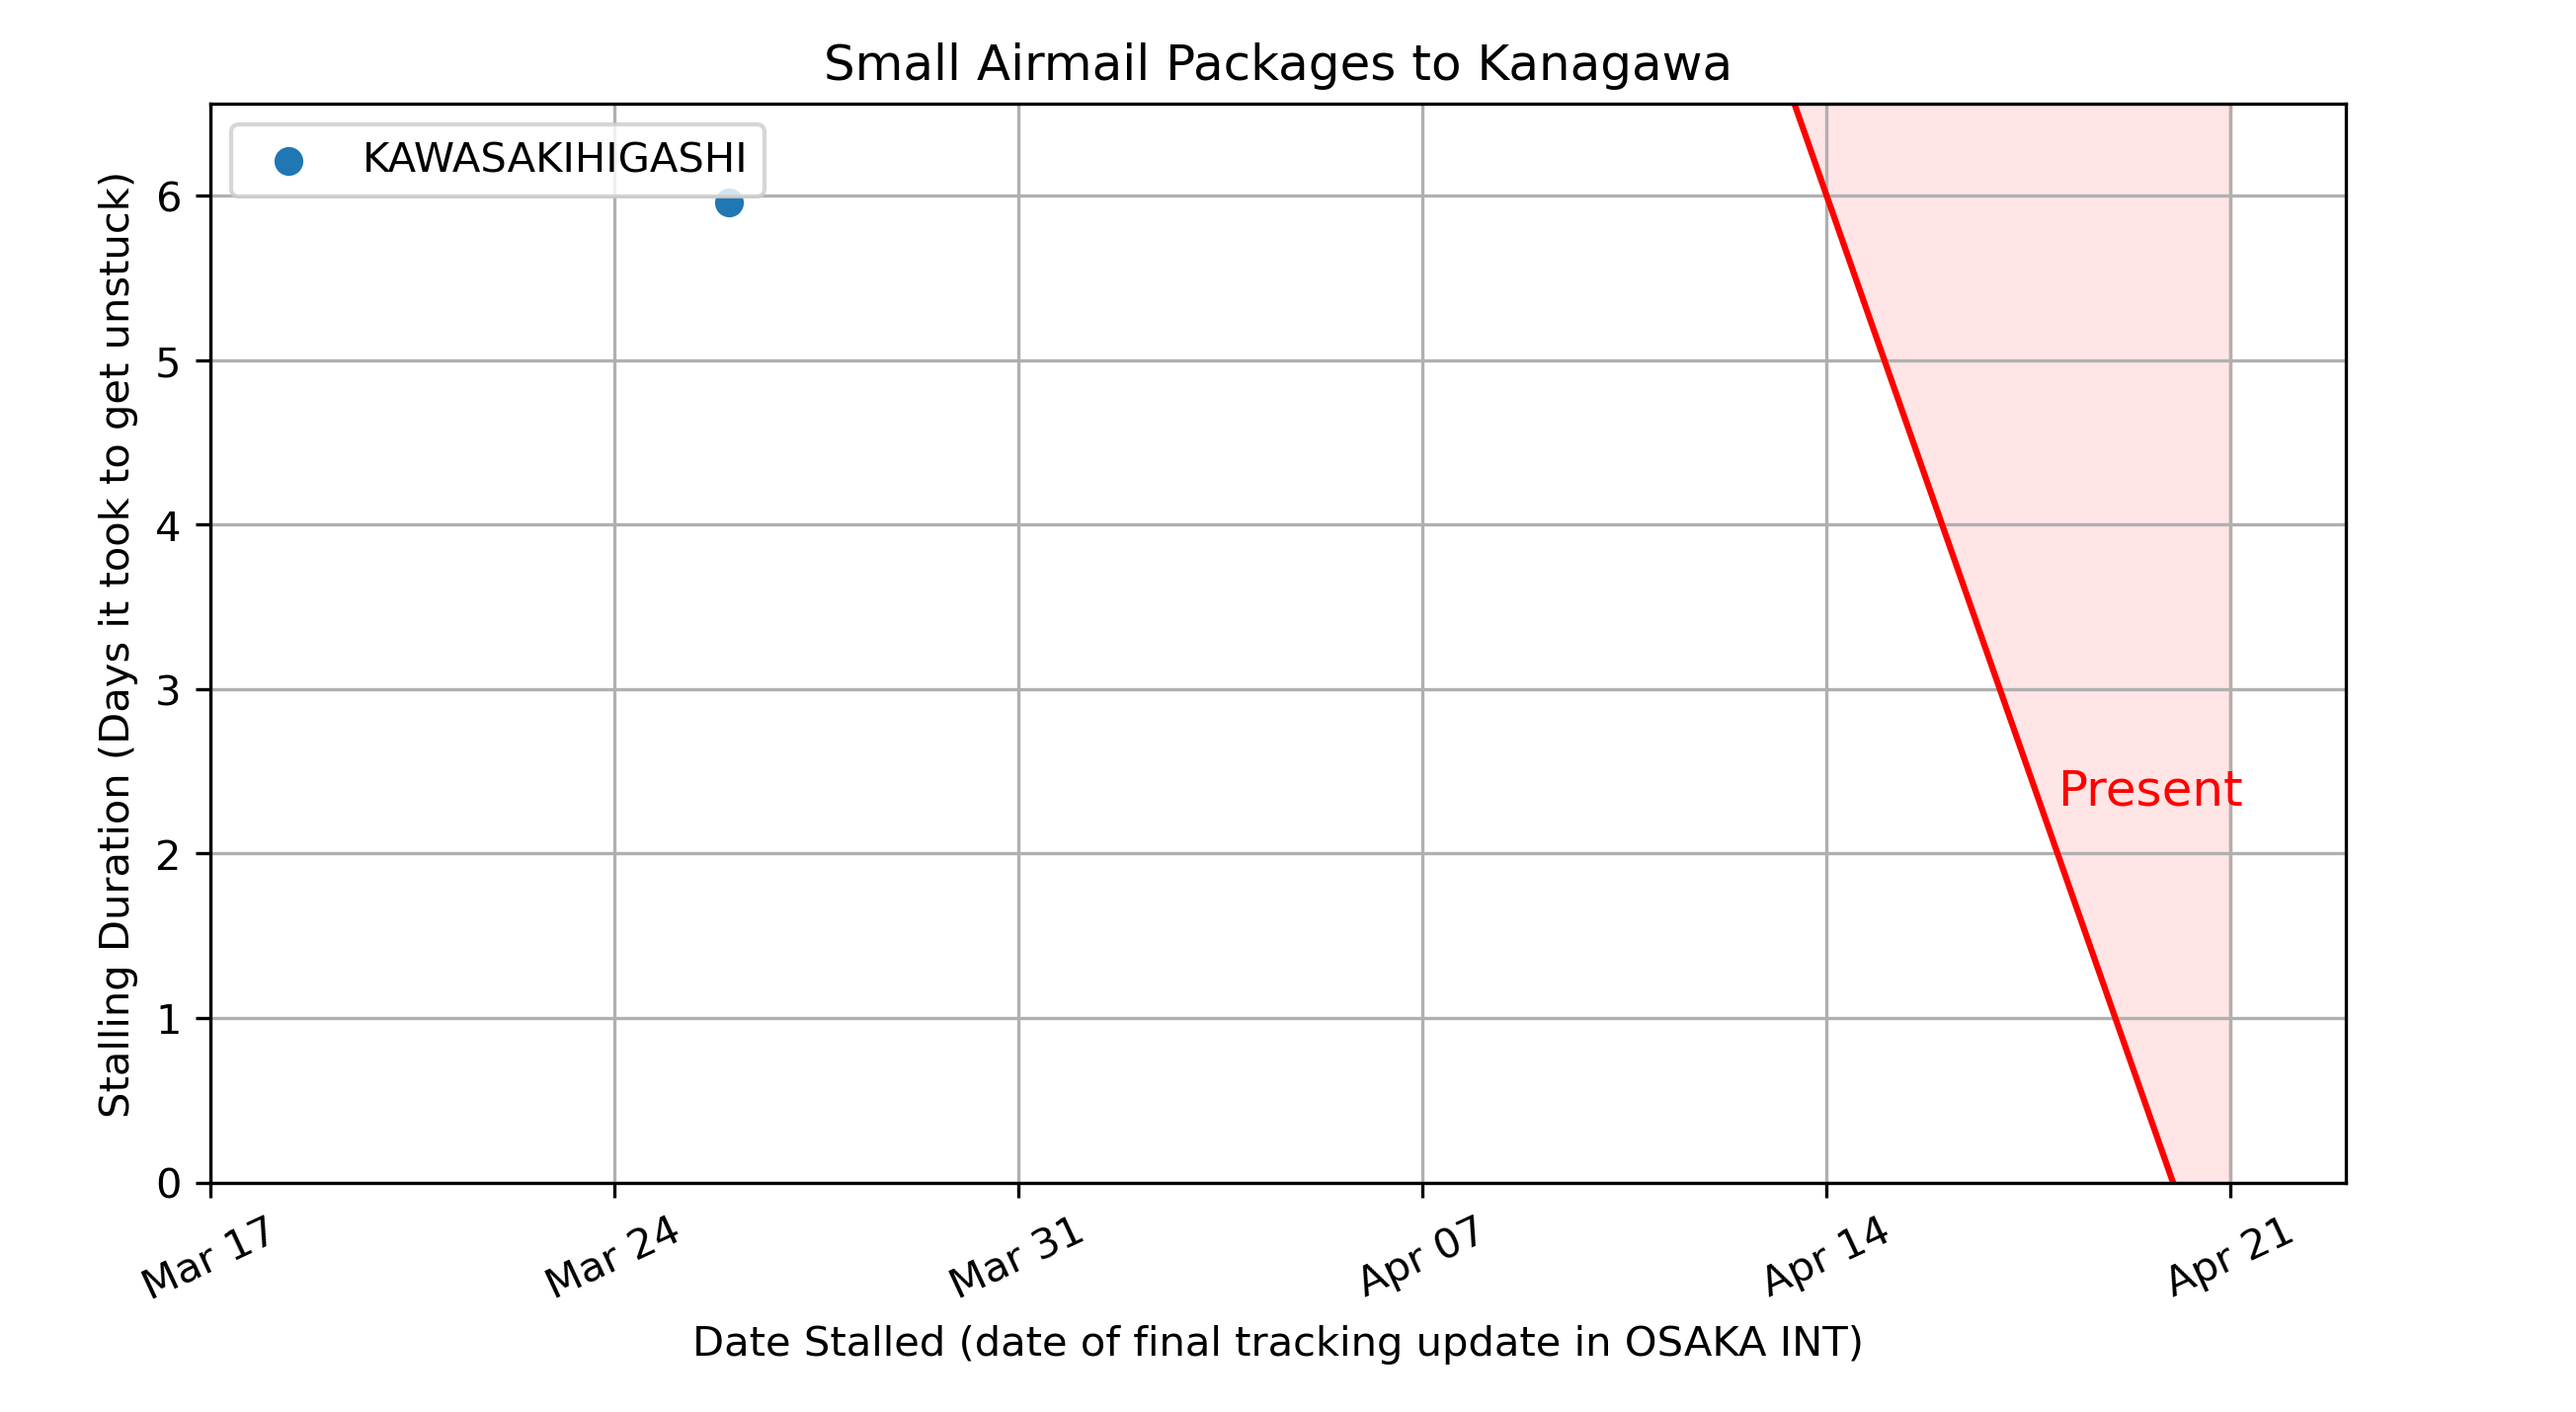 Small Airmail Packages to Kanagawa
KAWASAKIHIGASHI
Stalling Duration (Days it took to get unstuck)
6
5
4
3
2
1
0
Present
Mar 17
Mar 24
Mar 31
Apr 07
Apr 14
Apr 21
Date Stalled (date of final tracking update in OSAKA INT)